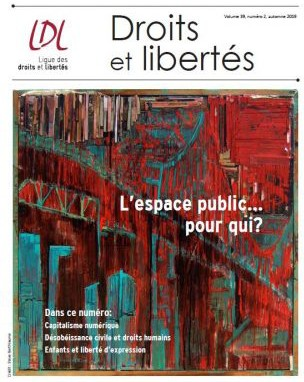 Volume 39, numéro 2, automne 2020
LDL
Ligue des
droits et libertés
Droits
et libertés
L'espace public...
pour qui?
Dans ce numéro:
Capitalisme numérique
Désobéissance civile et droits humains
Enfants et liberté d'expression